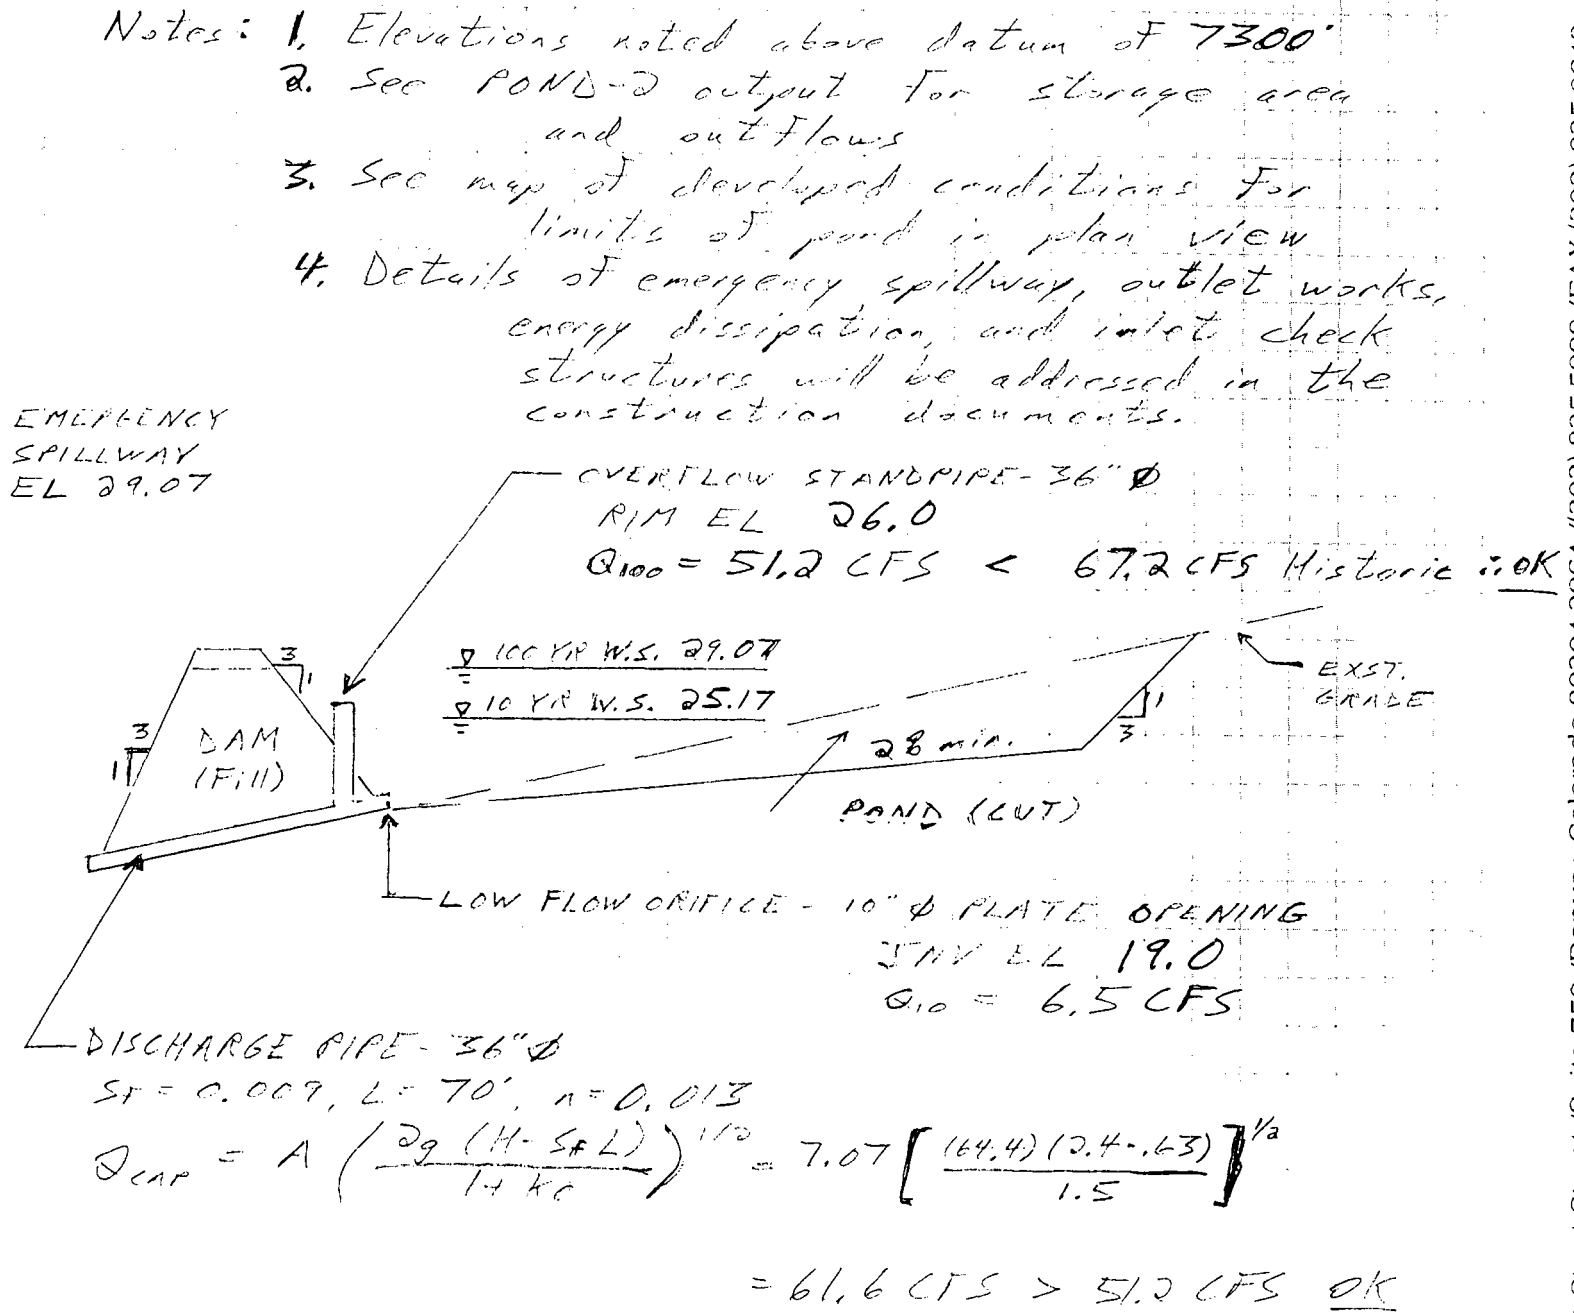 Notes: 1. Elevations noted above datum of 7300'
2. See POND-2 output for storage area
and outflows
3. See map of developed conditions for
limits of pond in plan view
4. Details of emergency spillway, outlet works,
energy dissipation, and inlet check
structures will be addressed in the
construction documents.
EMERGENCY
SPILLWAY
EL 29.07
OVERFLOW STANDPIPE - 36" Ø
RIM EL 26.0
Q100 = 51.2 CFS < 67.2 CFS Historic ∴ OK
100 YR W.S. 29.07
10 YR W.S. 25.17
3
1
3
1
DAM
(Fill)
EXST.
GRADE
1
3
2% min.
POND (CUT)
LOW FLOW ORIFICE - 10" Ø PLATE OPENING
INV EL 19.0
Q10 = 6.5 CFS
DISCHARGE PIPE - 36" Ø
Sf = 0.009, L = 70', n = 0.013
Qcap = A (2g (H - Sf L) / 1 + Ke)^1/2 = 7.07 [(64.4)(2.4 - .63) / 1.5]^1/2
= 61.6 CFS > 51.2 CFS OK